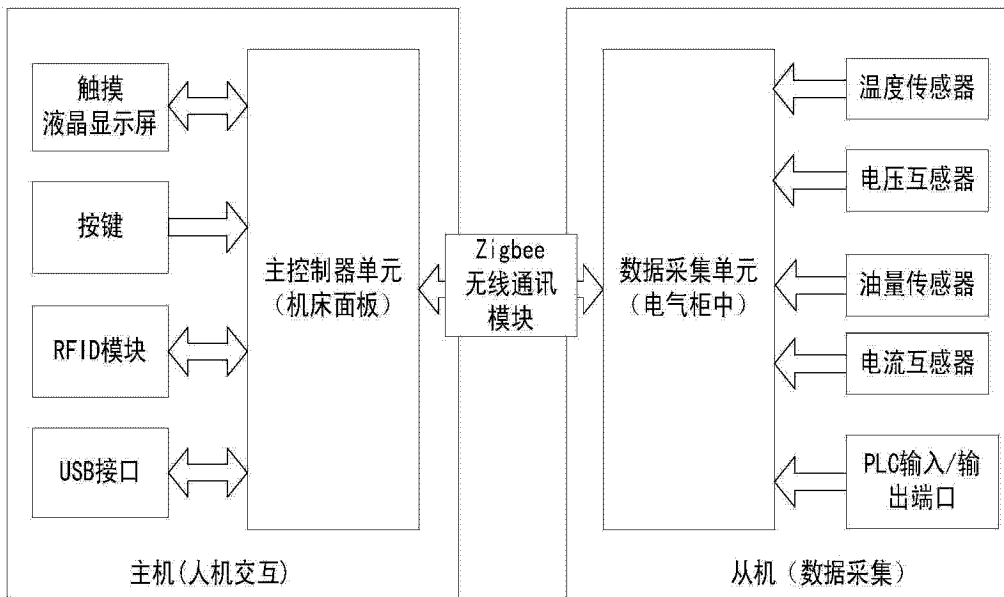 触摸
液晶显示屏
按键
RFID模块
USB接口
主控制器单元
(机床面板)
主机(人机交互)
Zigbee
无线通讯
模块
数据采集单元
(电气柜中)
温度传感器
电压互感器
油量传感器
电流互感器
PLC输入/输
出端口
从机(数据采集)